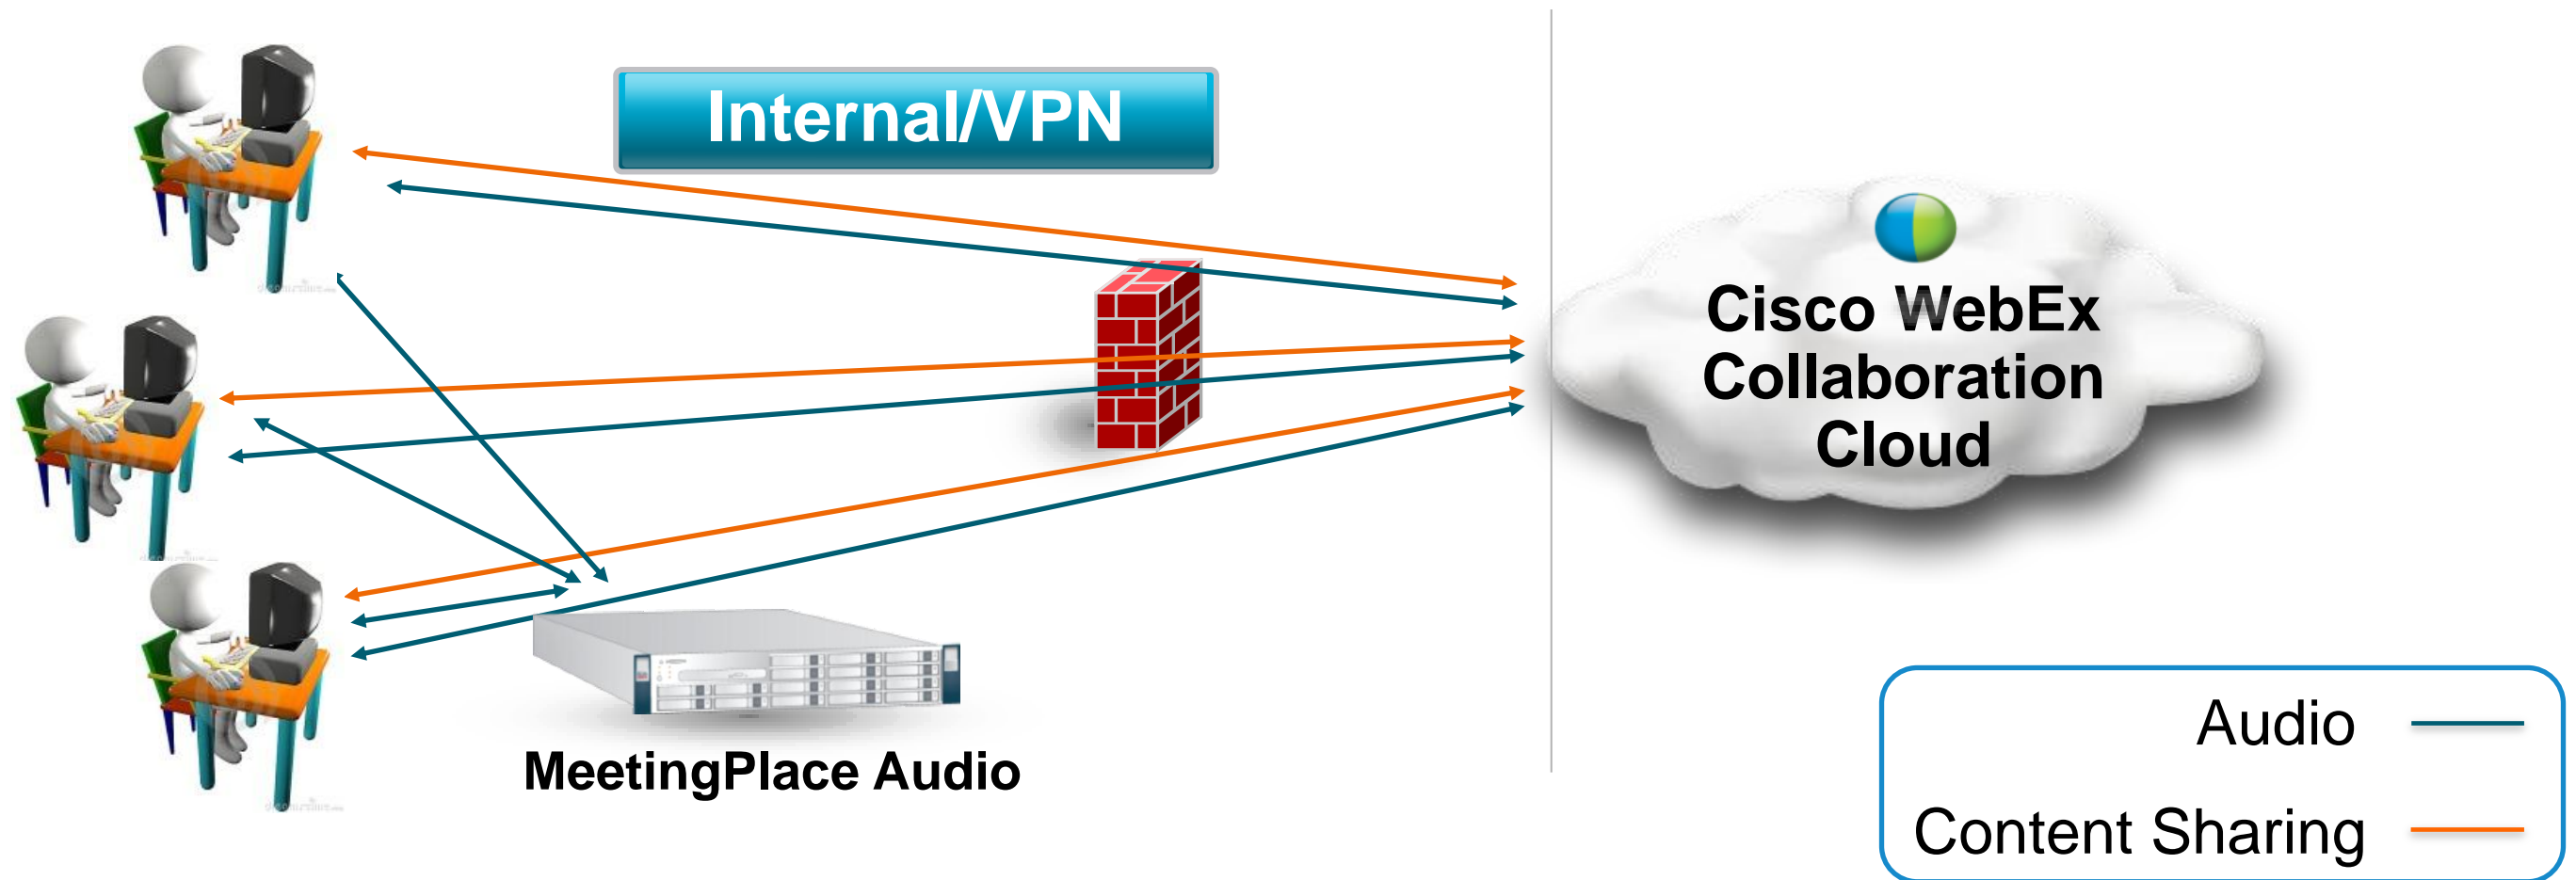 Internal/VPN
Cisco WebEx
Collaboration
Cloud
MeetingPlace Audio
Audio
Content Sharing